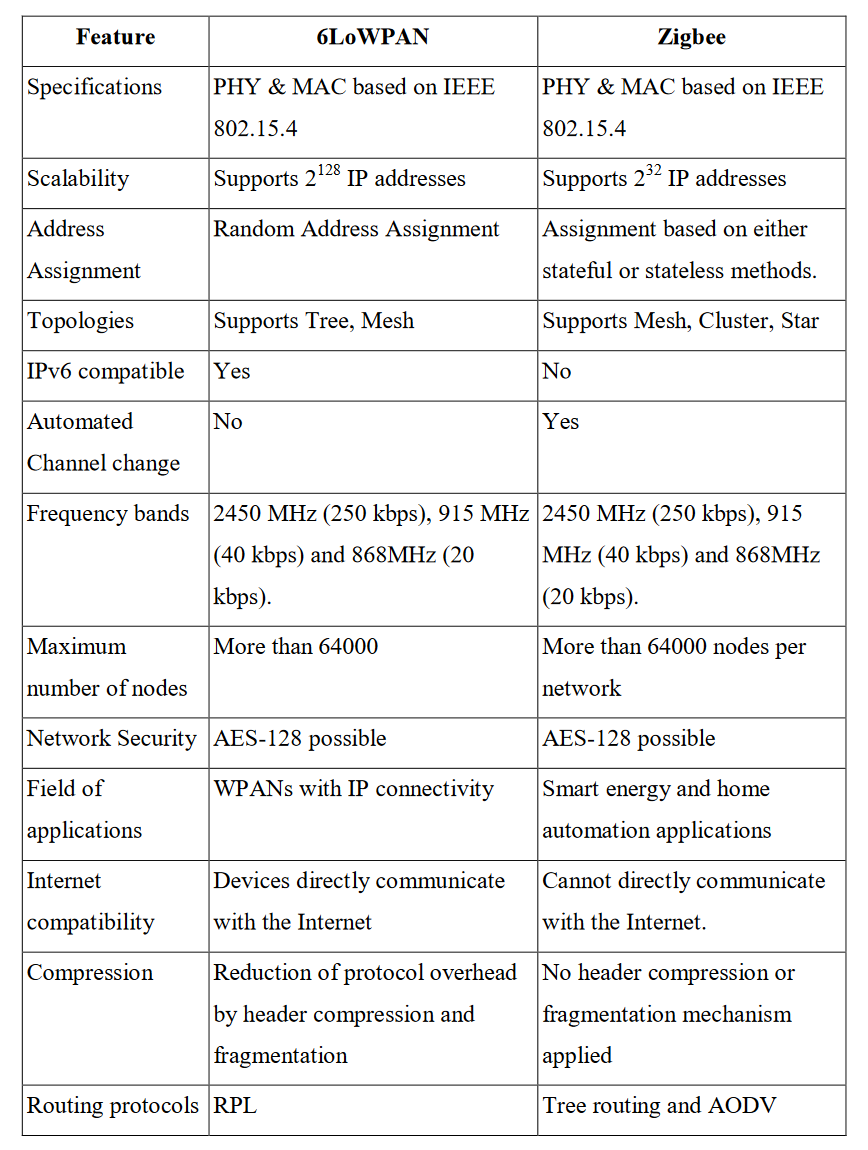 Feature 6LoWPAN Zigbee
Specifications PHY & MAC based on IEEE PHY & MAC based on IEEE
802.15.4 802.15.4
Scalability Supports 2^128 IP addresses Supports 2^32 IP addresses
Address Random Address Assignment Assignment based on either
Assignment stateful or stateless methods.
Topologies Supports Tree, Mesh Supports Mesh, Cluster, Star
IPv6 compatible Yes No
Automated No Yes
Channel change
Frequency bands 2450 MHz (250 kbps), 915 MHz 2450 MHz (250 kbps), 915
(40 kbps) and 868MHz (20 MHz (40 kbps) and 868MHz
kbps). (20 kbps).
Maximum More than 64000 More than 64000 nodes per
number of nodes network
Network Security AES-128 possible AES-128 possible
Field of WPANs with IP connectivity Smart energy and home
applications automation applications
Internet Devices directly communicate Cannot directly communicate
compatibility with the Internet with the Internet.
Compression Reduction of protocol overhead No header compression or
by header compression and fragmentation mechanism
fragmentation applied
Routing protocols RPL Tree routing and AODV